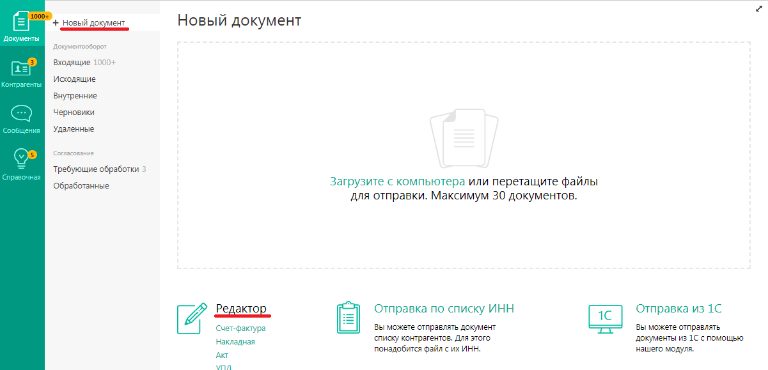 1000+
Документы
3
Контрагенты
Сообщения
5
Справочная
+ Новый документ
Документооборот
Входящие 1000+
Исходящие
Внутренние
Черновики
Удаленные
Согласование
Требующие обработки 3
Обработанные
Новый документ
Загрузите с компьютера или перетащите файлы
для отправки. Максимум 30 документов.
Редактор
Счет-фактура
Накладная
Акт
УПД
Отправка по списку ИНН
Вы можете отправлять документ
списку контрагентов. Для этого
понадобится файл с их ИНН.
1С
Отправка из 1С
Вы можете отправлять
документы из 1С с помощью
нашего модуля.